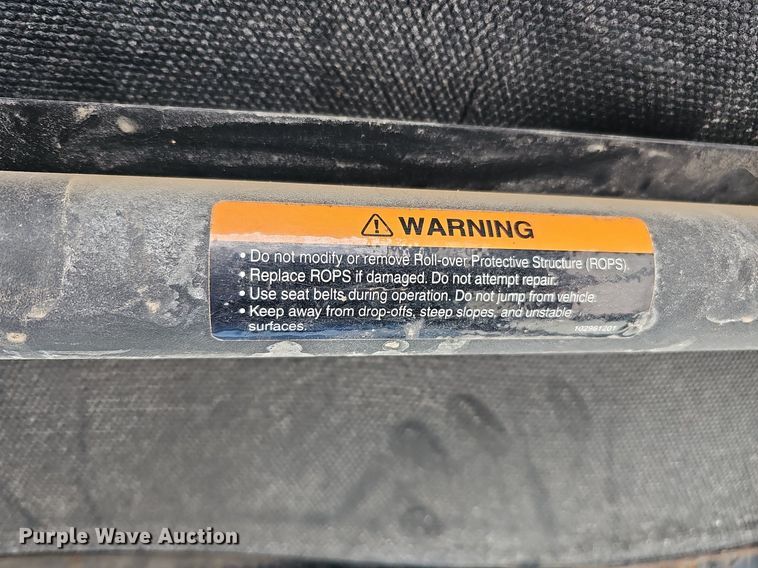 WARNING
• Do not modify or remove Roll-over Protective Structure (ROPS).
• Replace ROPS if damaged. Do not attempt repair.
• Use seat belts during operation. Do not jump from vehicle.
• Keep away from drop-offs, steep slopes, and unstable
surfaces.
102961201
Purple Wave Auction